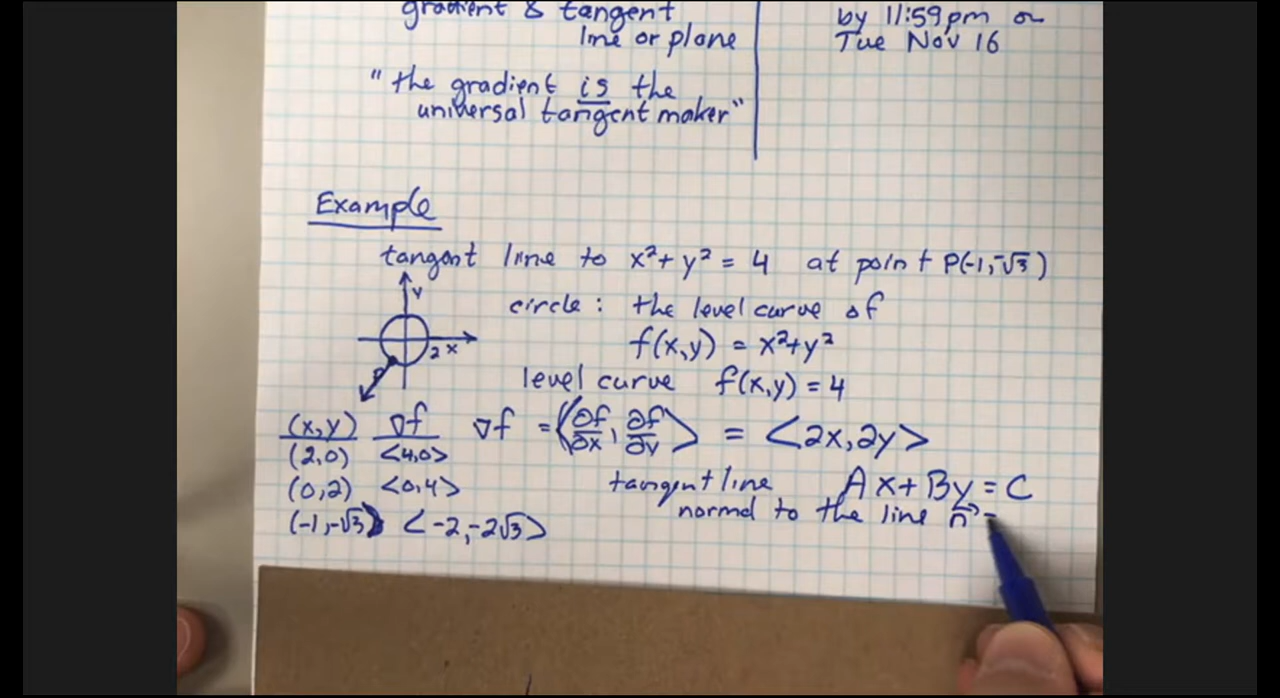 gradient & tangent
line or plane
"the gradient is the
universal tangent maker"
by 11:59pm on
Tue Nov 16
Example
tangent line to x²+y² = 4 at point P(-1,-√3)
circle: the level curve of
f(x,y) = x²+y²
level curve f(x,y) = 4
y
2 x
P
(x,y) ∇f
(2,0) <4,0>
(0,2) <0,4>
(-1,-√3) <-2,-2√3>
∇f = <∂f/∂x, ∂f/∂y> = <2x,2y>
tangent line Ax+By=C
normal to the line n⃗ =